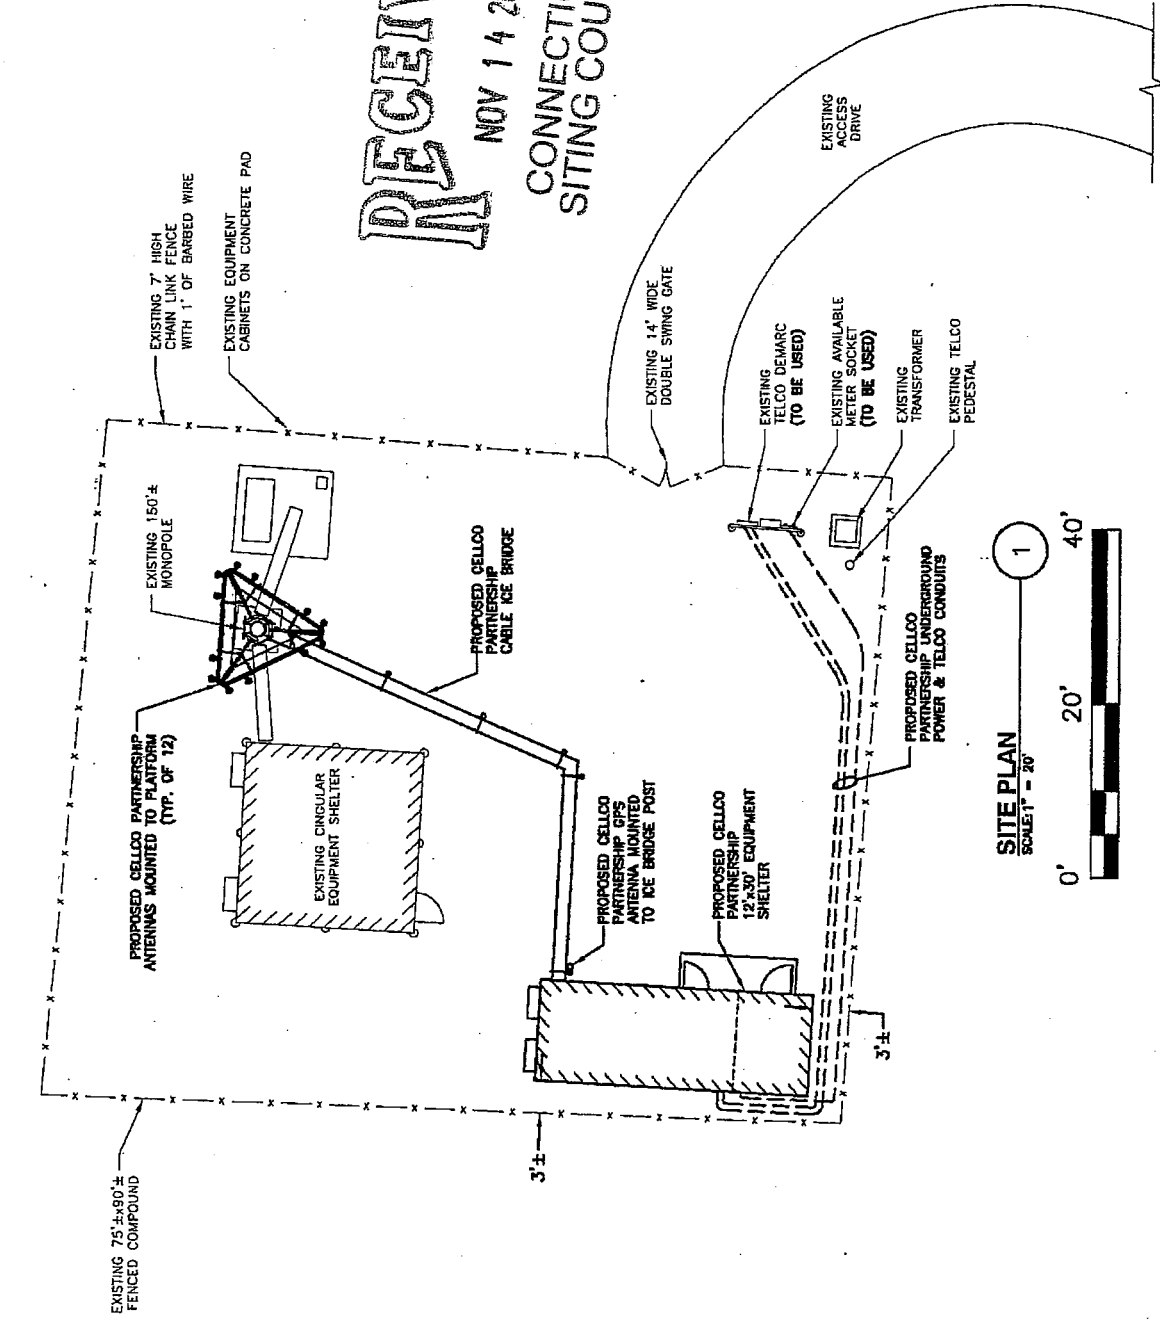 RECEIV
NOV 14 2
CONNECTI
SITING COU
EXISTING 75'±x90'±
FENCED COMPOUND
EXISTING 7' HIGH
CHAIN LINK FENCE
WITH 1' OF BARBED WIRE
EXISTING EQUIPMENT
CABINETS ON CONCRETE PAD
EXISTING 150'±
MONOPOLE
PROPOSED CELLCO PARTNERSHIP
ANTENNAS MOUNTED TO PLATFORM
(TYP. OF 12)
EXISTING CINGULAR
EQUIPMENT SHELTER
PROPOSED CELLCO
PARTNERSHIP
CABLE ICE BRIDGE
PROPOSED CELLCO
PARTNERSHIP GPS
ANTENNA MOUNTED
TO ICE BRIDGE POST
PROPOSED CELLCO
PARTNERSHIP
12'x30' EQUIPMENT
SHELTER
3'±
3'±
EXISTING 14' WIDE
DOUBLE SWING GATE
EXISTING
ACCESS
DRIVE
EXISTING
TELCO DEMARC
(TO BE USED)
EXISTING AVAILABLE
METER SOCKET
(TO BE USED)
EXISTING
TRANSFORMER
EXISTING TELCO
PEDESTAL
PROPOSED CELLCO
PARTNERSHIP UNDERGROUND
POWER & TELCO CONDUITS
SITE PLAN
SCALE:1" = 20'
1
0' 20' 40'